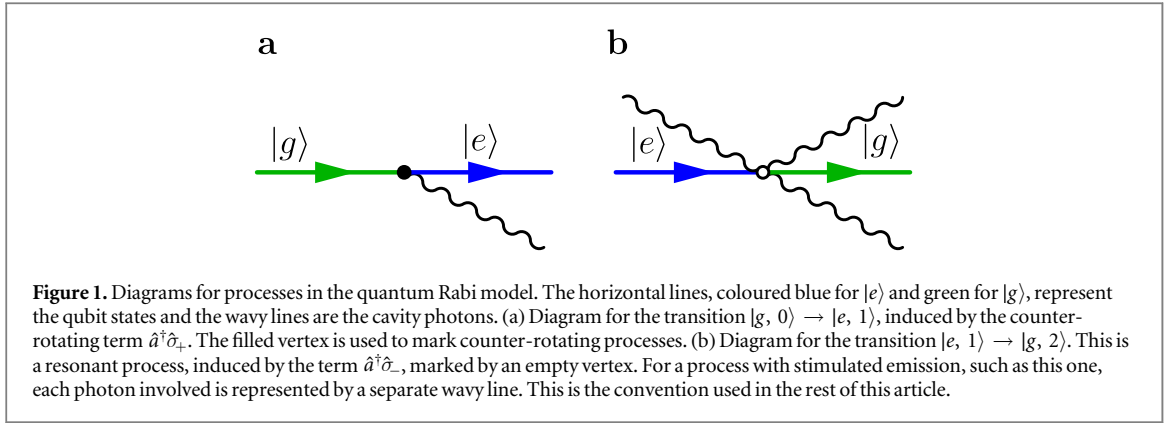 a
b
|g⟩
|e⟩
|e⟩
|g⟩
Figure 1. Diagrams for processes in the quantum Rabi model. The horizontal lines, coloured blue for |e⟩ and green for |g⟩, represent
the qubit states and the wavy lines are the cavity photons. (a) Diagram for the transition |g, 0⟩ → |e, 1⟩, induced by the counter-
rotating term â†σ̂₊. The filled vertex is used to mark counter-rotating processes. (b) Diagram for the transition |e, 1⟩ → |g, 2⟩. This is
a resonant process, induced by the term â†σ̂₋, marked by an empty vertex. For a process with stimulated emission, such as this one,
each photon involved is represented by a separate wavy line. This is the convention used in the rest of this article.